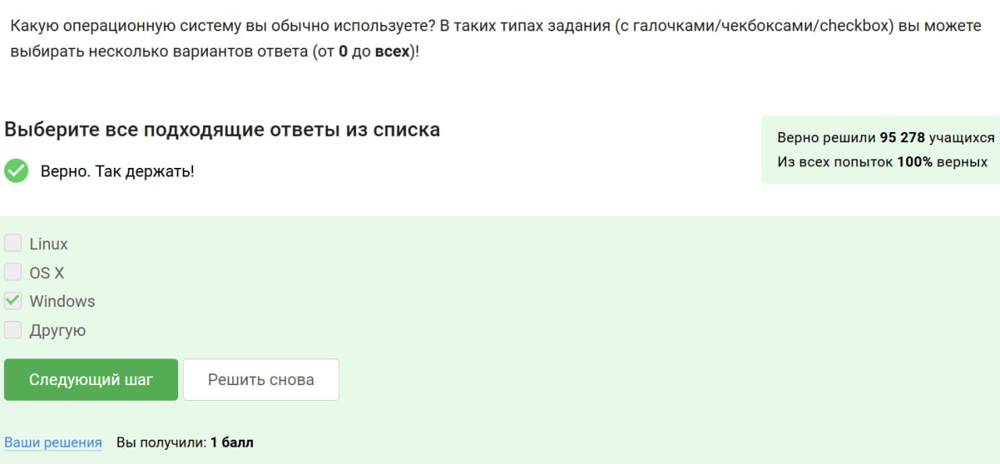 Какую операционную систему вы обычно используете? В таких типах задания (с галочками/чекбоксами/checkbox) вы можете
выбирать несколько вариантов ответа (от 0 до всех)!
Выберите все подходящие ответы из списка
Верно. Так держать!
Верно решили 95 278 учащихся
Из всех попыток 100% верных
Linux
OS X
Windows
Другую
Следующий шаг
Решить снова
Ваши решения Вы получили: 1 балл